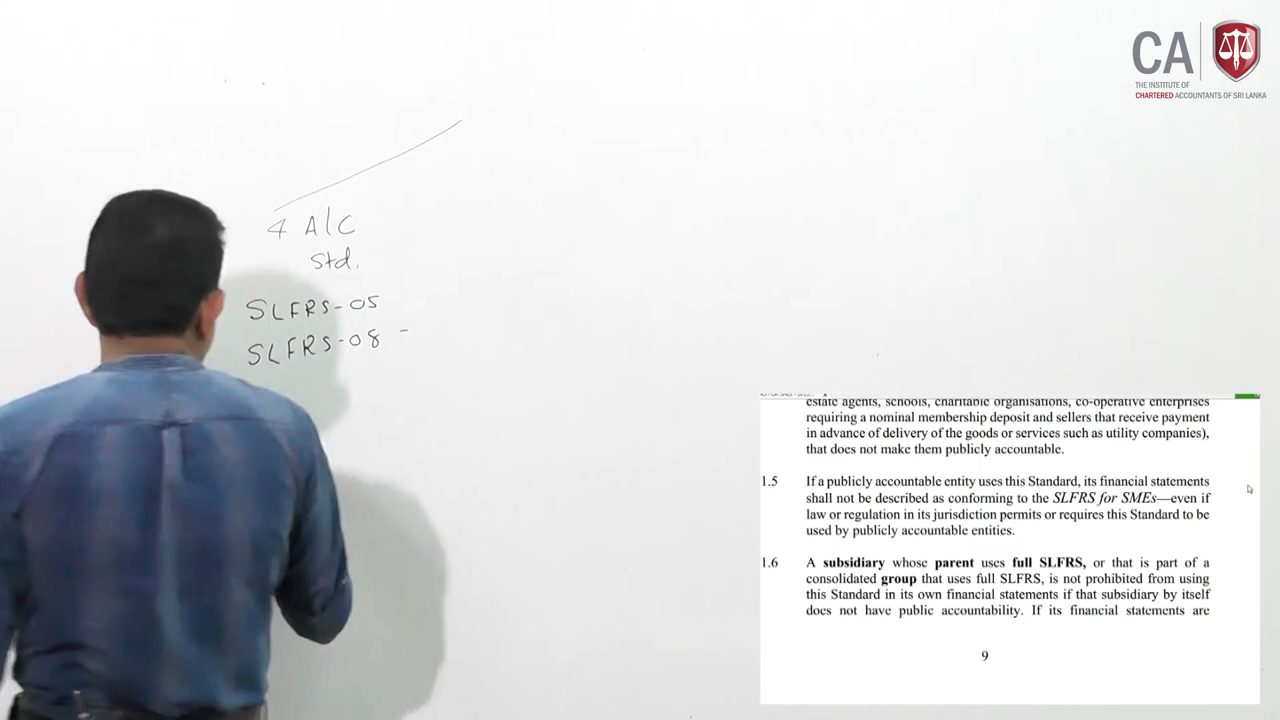 CA
THE INSTITUTE OF
CHARTERED ACCOUNTANTS OF SRI LANKA
4 A/C
Std.
SLFRS-05
SLFRS-08 -
estate agents, schools, charitable organisations, co-operative enterprises
requiring a nominal membership deposit and sellers that receive payment
in advance of delivery of the goods or services such as utility companies),
that does not make them publicly accountable.
1.5 If a publicly accountable entity uses this Standard, its financial statements
shall not be described as conforming to the SLFRS for SMEs—even if
law or regulation in its jurisdiction permits or requires this Standard to be
used by publicly accountable entities.
1.6 A subsidiary whose parent uses full SLFRS, or that is part of a
consolidated group that uses full SLFRS, is not prohibited from using
this Standard in its own financial statements if that subsidiary by itself
does not have public accountability. If its financial statements are
9